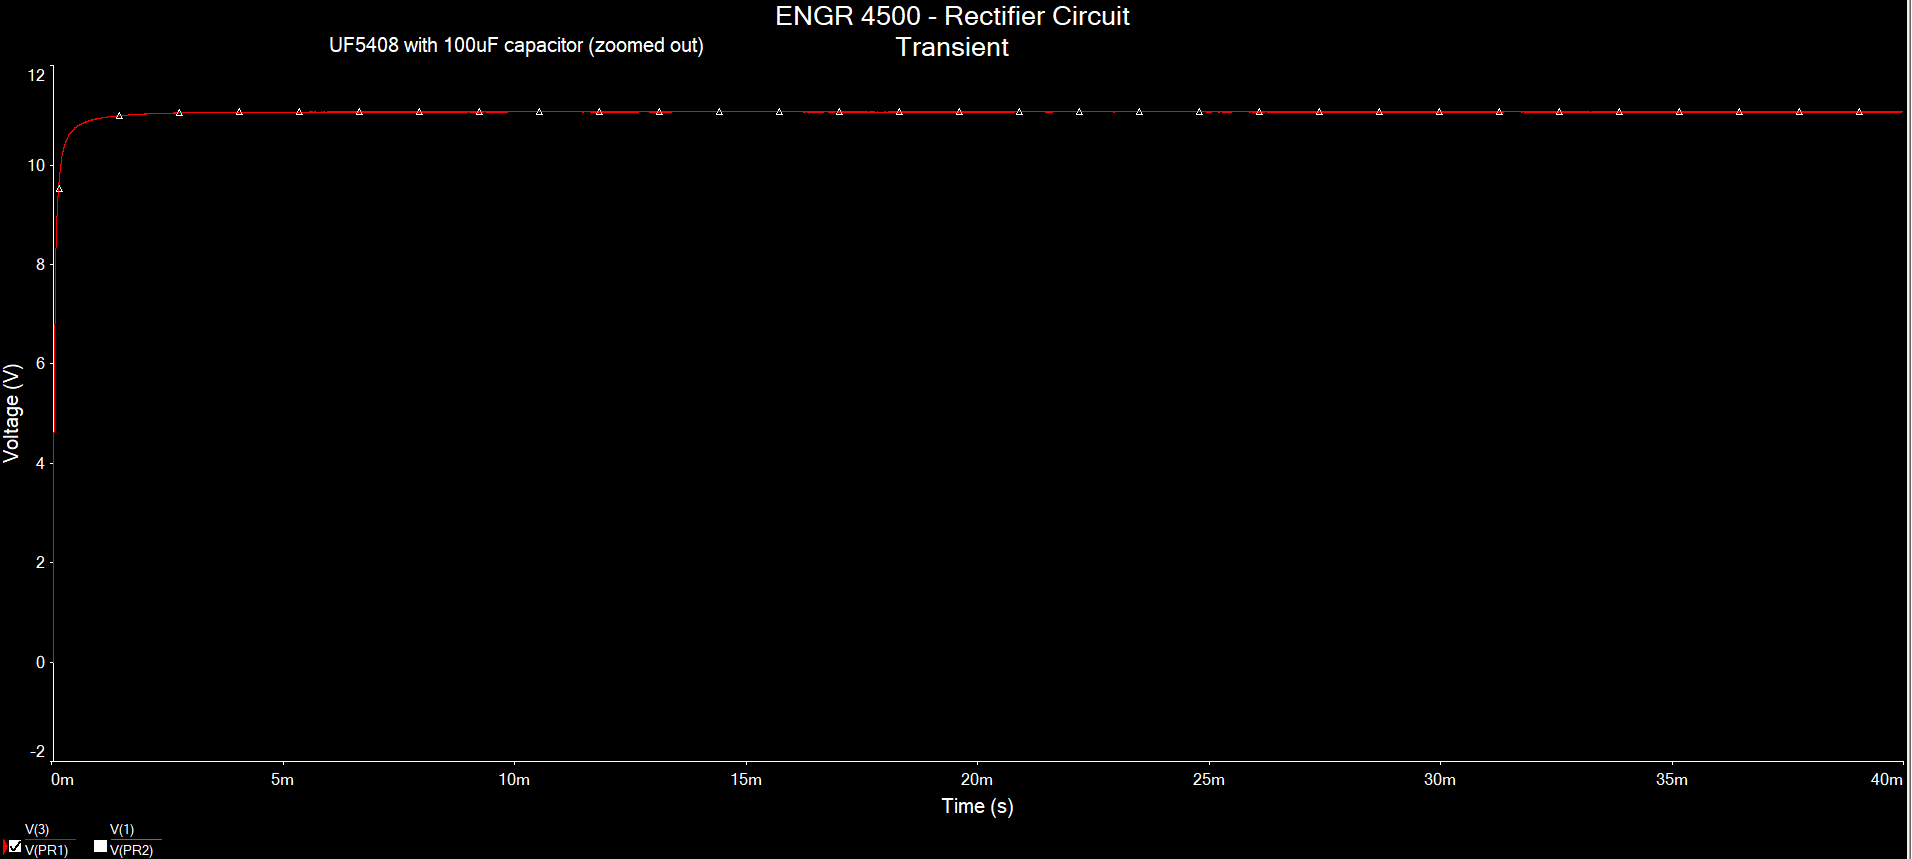 ENGR 4500 - Rectifier Circuit
UF5408 with 100uF capacitor (zoomed out)
Transient
12
10
8
6
4
2
0
-2
Voltage (V)
0m 5m 10m 15m 20m 25m 30m 35m 40m
Time (s)
V(3) V(1)
V(PR1) V(PR2)